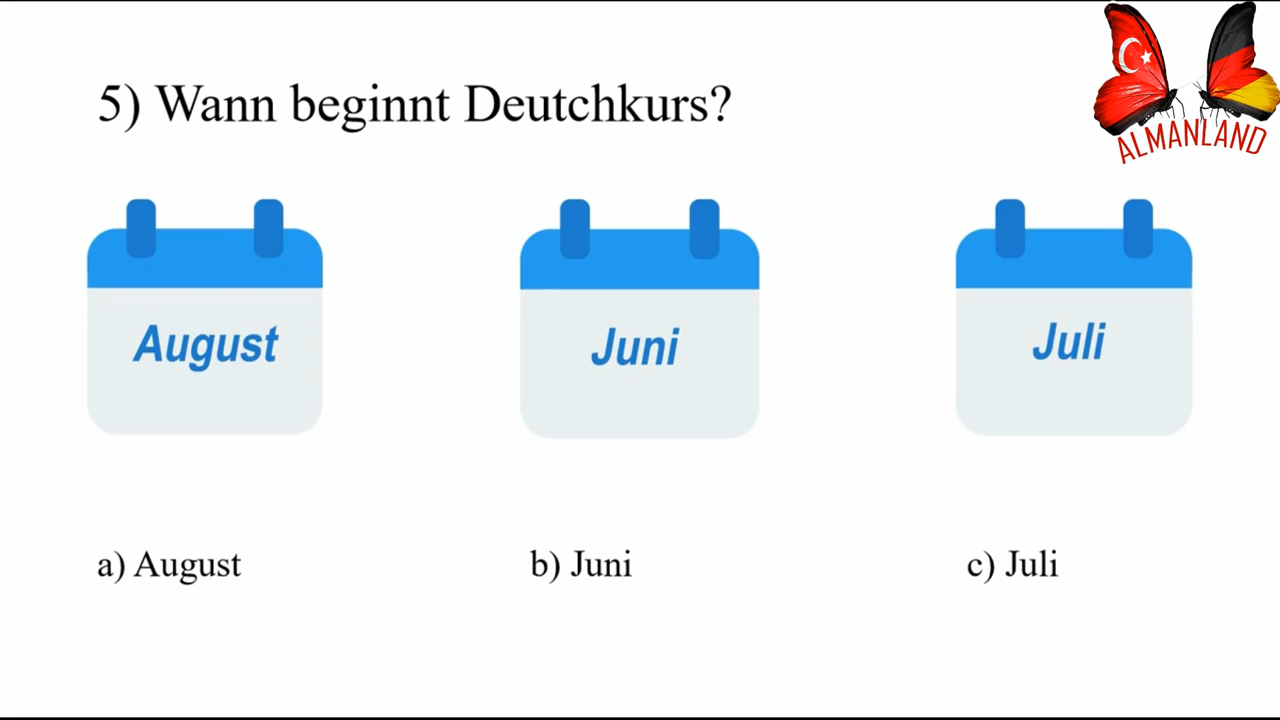 ALMANLAND
5) Wann beginnt Deutchkurs?
August
Juni
Juli
a) August
b) Juni
c) Juli